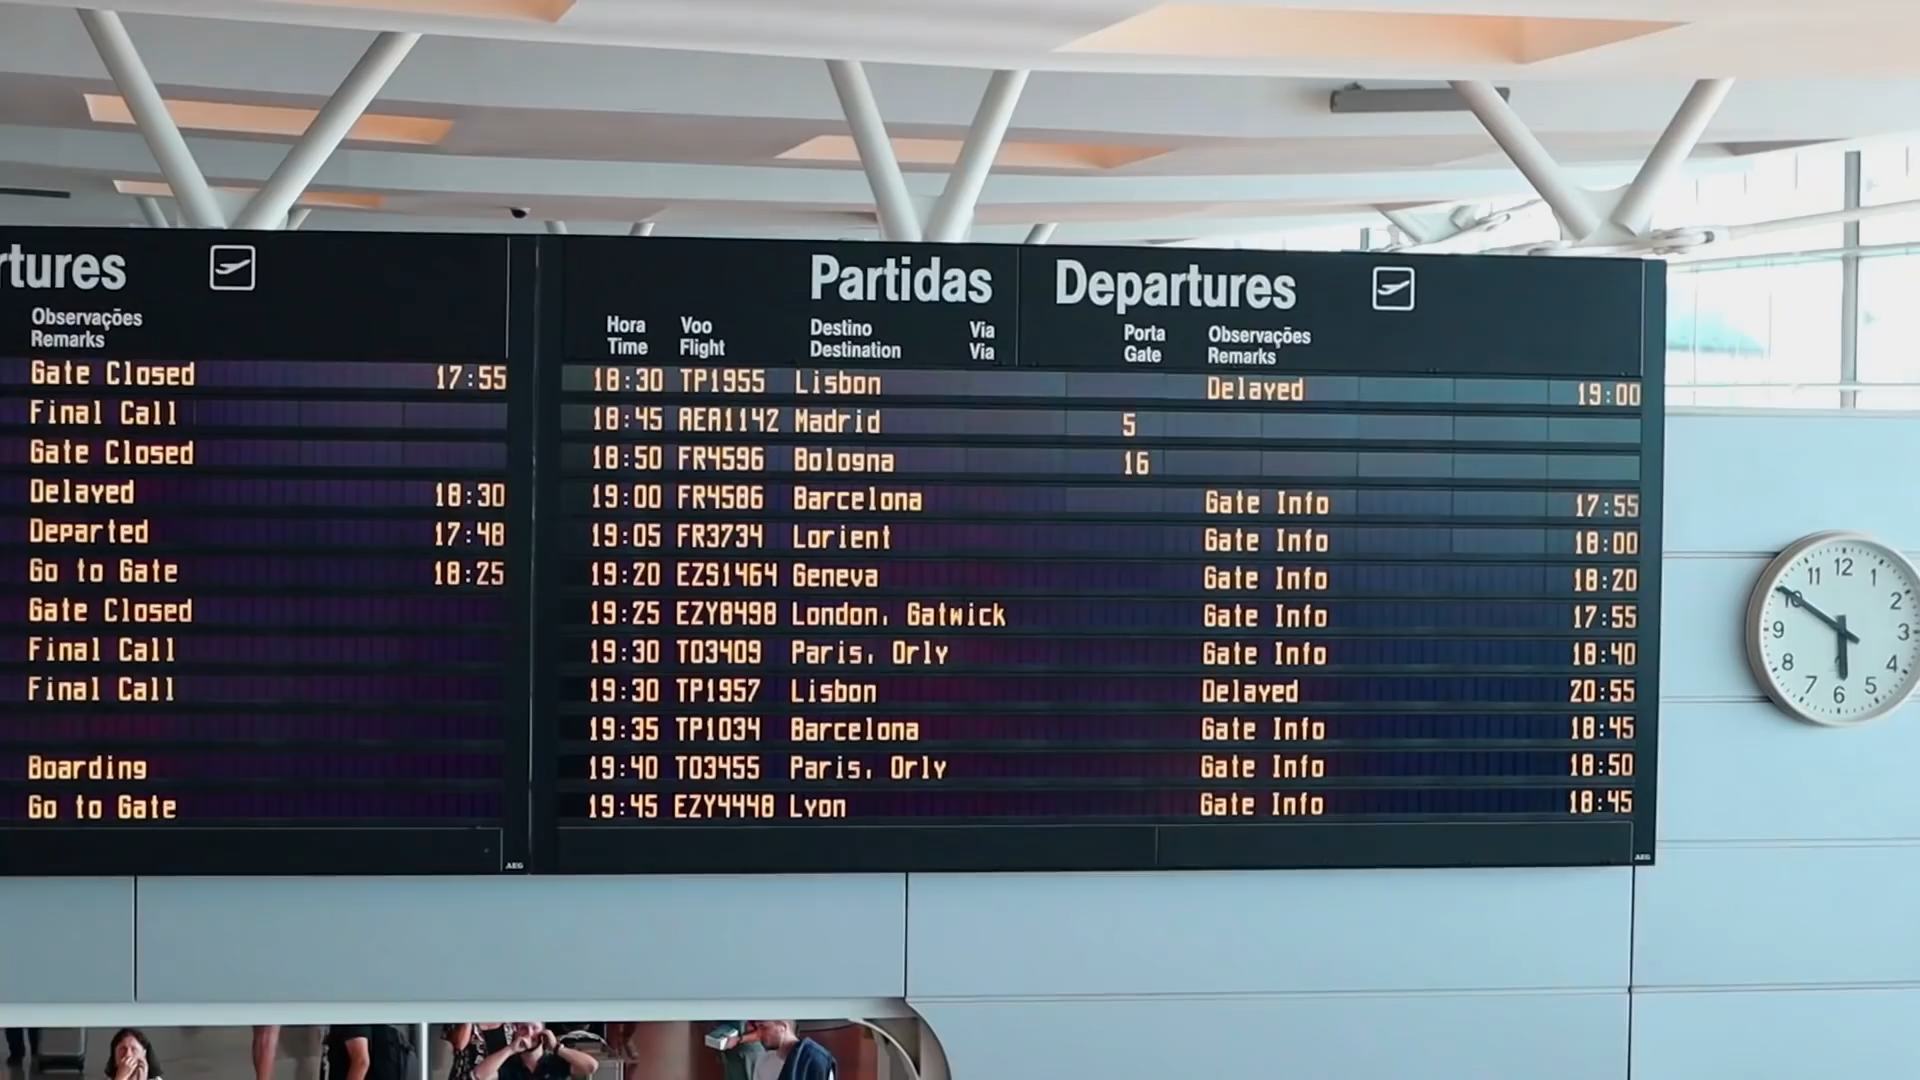 rtures
Observações
Remarks
Gate Closed 17:55
Final Call
Gate Closed
Delayed 18:30
Departed 17:48
Go to Gate 18:25
Gate Closed
Final Call
Final Call
Boarding
Go to Gate
AEG
Partidas Departures
Hora Voo Destino Via Porta Observações
Time Flight Destination Via Gate Remarks
18:30 TP1955 Lisbon Delayed 19:00
18:45 AEA1142 Madrid 5
18:50 FR4596 Bologna 16
19:00 FR4586 Barcelona Gate Info 17:55
19:05 FR3734 Lorient Gate Info 18:00
19:20 EZS1464 Geneva Gate Info 18:20
19:25 EZY8498 London, Gatwick Gate Info 17:55
19:30 TO3409 Paris, Orly Gate Info 18:40
19:30 TP1957 Lisbon Delayed 20:55
19:35 TP1034 Barcelona Gate Info 18:45
19:40 TO3455 Paris, Orly Gate Info 18:50
19:45 EZY4448 Lyon Gate Info 18:45
AEG
12 1 2 3 4 5 6 7 8 9 10 11